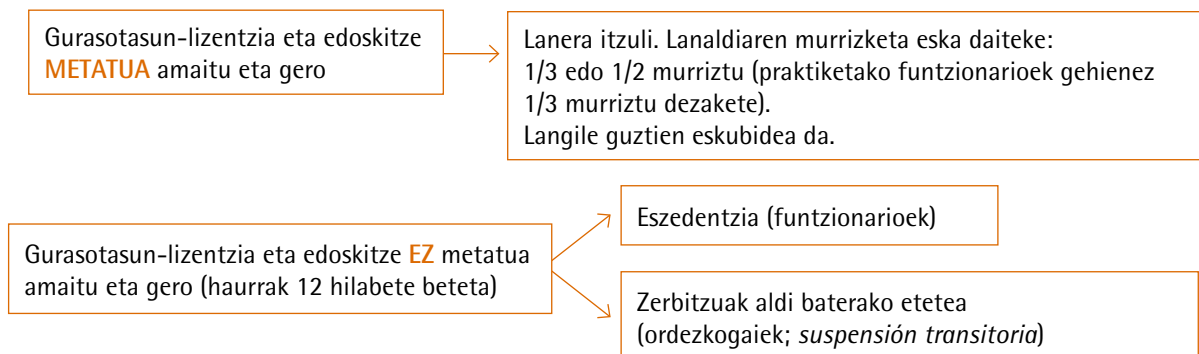 Gurasotasun-lizentzia eta edoskitze
METATUA amaitu eta gero
Lanera itzuli. Lanaldiaren murrizketa eska daiteke:
1/3 edo 1/2 murriztu (praktiketako funtzionarioek gehienez
1/3 murriztu dezakete).
Langile guztien eskubidea da.
Gurasotasun-lizentzia eta edoskitze EZ metatua
amaitu eta gero (haurrak 12 hilabete beteta)
Eszedentzia (funtzionarioek)
Zerbitzuak aldi baterako etetea
(ordezkogaiek; suspensión transitoria)